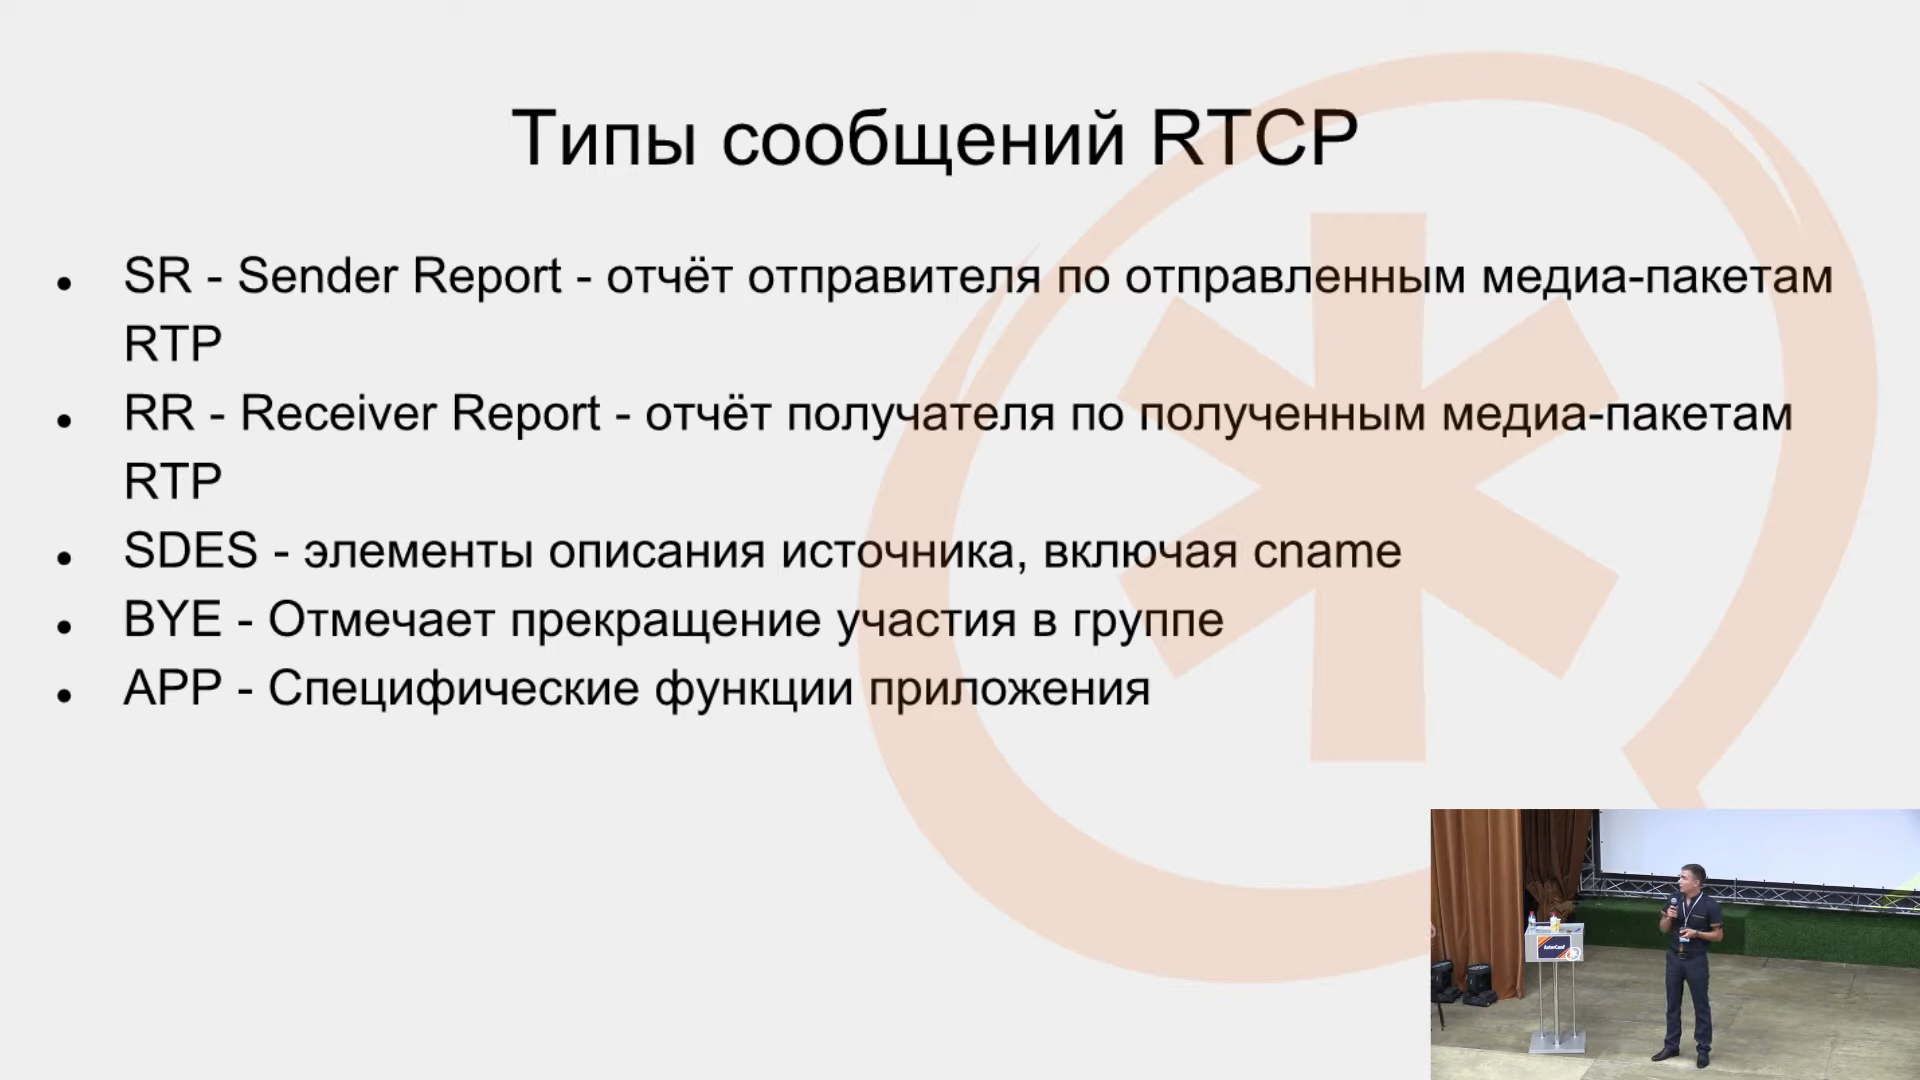 Типы сообщений RTCP
• SR - Sender Report - отчёт отправителя по отправленным медиа-пакетам
RTP
• RR - Receiver Report - отчёт получателя по полученным медиа-пакетам
RTP
• SDES - элементы описания источника, включая cname
• BYE - Отмечает прекращение участия в группе
• APP - Специфические функции приложения
AsterConf